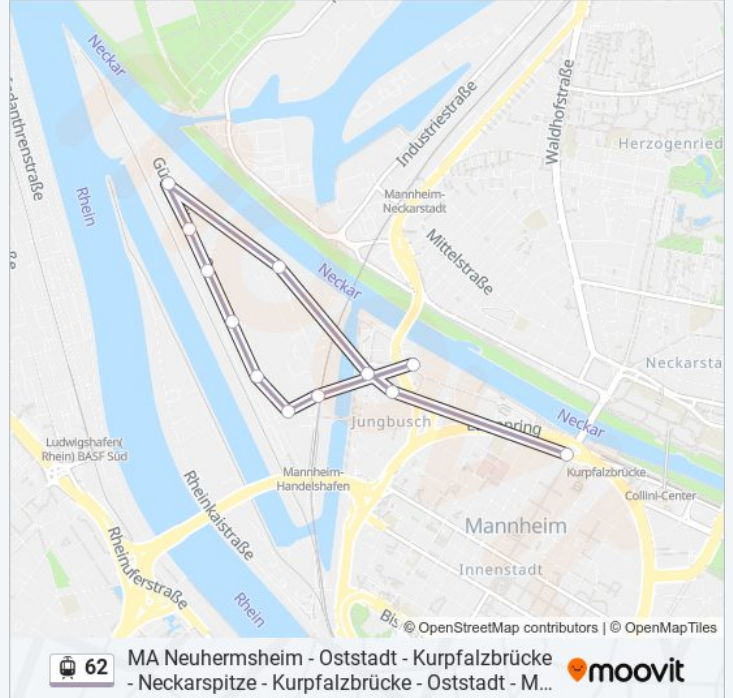 Neckar
Industriestraße
Waldhofstraße
Herzogenried
Rhein
Mannheim-
Neckarstadt
Mittelstraße
Neckar
Neckarsta
Jungbusch
Neckar
Ludwigshafen(
Rhein) BASF Süd
Mannheim-
Handelshafen
Kurpfalzbrücke
Collini-Center
Rheinkaistraße
Mannheim
Innenstadt
Rheinuferstraße
Rhein
Bis
© OpenStreetMap contributors | © OpenMapTiles
62
MA Neuhermsheim - Oststadt - Kurpfalzbrücke
- Neckarspitze - Kurpfalzbrücke - Oststadt - M...
moovit